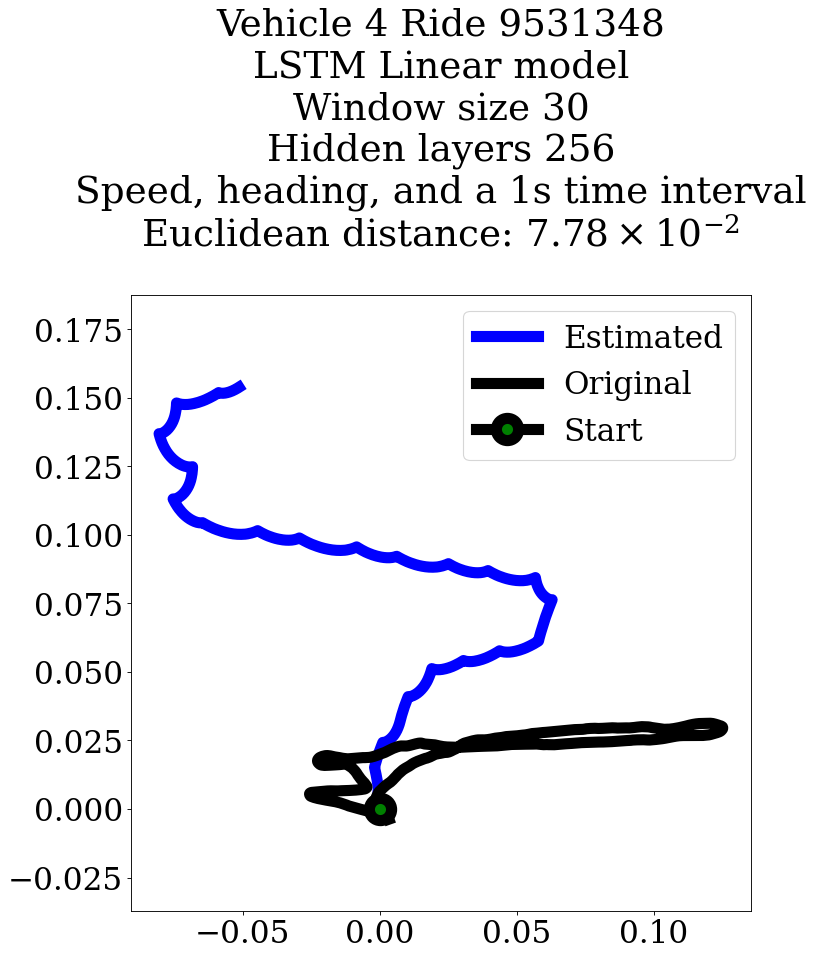 Vehicle 4 Ride 9531348
LSTM Linear model
Window size 30
Hidden layers 256
Speed, heading, and a 1s time interval
Euclidean distance: 7.78 × 10⁻²
Estimated
Original
Start
0.175
0.150
0.125
0.100
0.075
0.050
0.025
0.000
−0.025
−0.05 0.00 0.05 0.10